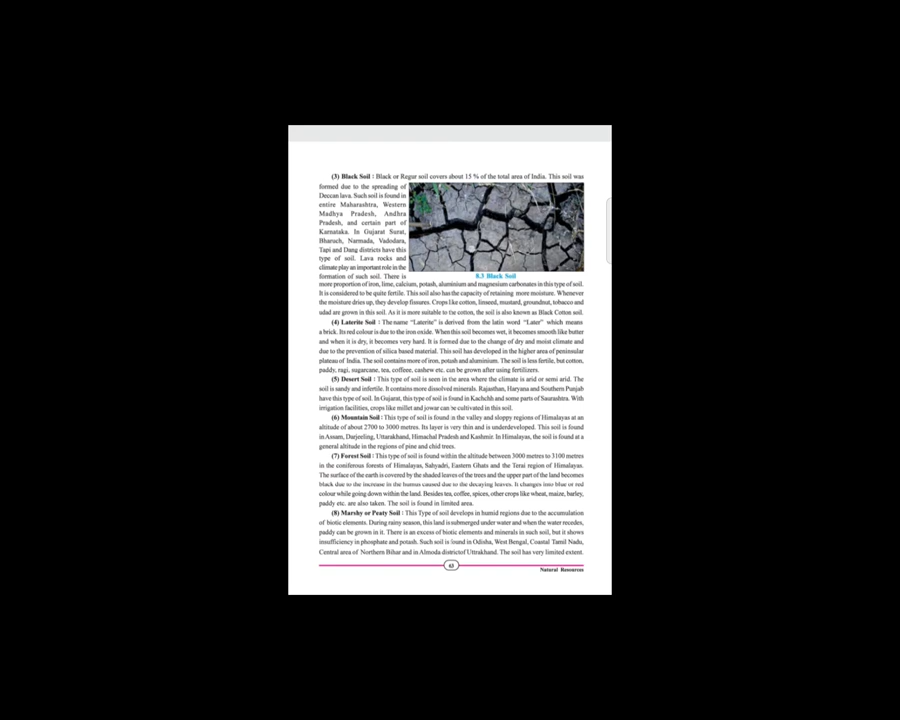 (3) Black Soil : Black or Regur soil covers about 15 % of the total area of India. This soil was
formed due to the spreading of
Deccan lava. Such soil is found in
entire Maharashtra, Western
Madhya Pradesh, Andhra
Pradesh, and certain part of
Karnataka. In Gujarat Surat,
Bharuch, Narmada, Vadodara,
Tapi and Dang districts have this
type of soil. Lava rocks and
climate play an important role in the
formation of such soil. There is
8.3 Black Soil
more proportion of iron, lime, calcium, potash, aluminium and magnesium carbonates in this type of soil.
It is considered to be quite fertile. This soil also has the capacity of retaining more moisture. Whenever
the moisture dries up, they develop fissures. Crops like cotton, linseed, mustard, groundnut, tobacco and
udad are grown in this soil. As it is more suitable to the cotton, the soil is also known as Black Cotton soil.
(4) Laterite Soil : The name "Laterite" is derived from the latin word "Later" which means
a brick. Its red colour is due to the iron oxide. When this soil becomes wet, it becomes smooth like butter
and when it is dry, it becomes very hard. It is formed due to the change of dry and moist climate and
due to the prevention of silica based material. This soil has developed in the higher area of peninsular
plateau of India. The soil contains more of iron, potash and aluminium. The soil is less fertile, but cotton,
paddy, ragi, sugarcane, tea, coffeee, cashew etc. can be grown after using fertilizers.
(5) Desert Soil : This type of soil is seen in the area where the climate is arid or semi arid. The
soil is sandy and infertile. It contains more dissolved minerals. Rajasthan, Haryana and Southern Punjab
have this type of soil. In Gujarat, this type of soil is found in Kachchh and some parts of Saurashtra. With
irrigation facilities, crops like millet and jowar can be cultivated in this soil.
(6) Mountain Soil : This type of soil is found in the valley and sloppy regions of Himalayas at an
altitude of about 2700 to 3000 metres. Its layer is very thin and is underdeveloped. This soil is found
in Assam, Darjeeling, Uttarakhand, Himachal Pradesh and Kashmir. In Himalayas, the soil is found at a
general altitude in the regions of pine and chid trees.
(7) Forest Soil : This type of soil is found within the altitude between 3000 metres to 3100 metres
in the coniferous forests of Himalayas, Sahyadri, Eastern Ghats and the Terai region of Himalayas.
The surface of the earth is covered by the shaded leaves of the trees and the upper part of the land becomes
black due to the increase in the humus caused due to the decaying leaves. It changes into blue or red
colour while going down within the land. Besides tea, coffee, spices, other crops like wheat, maize, barley,
paddy etc. are also taken. The soil is found in limited area.
(8) Marshy or Peaty Soil : This Type of soil develops in humid regions due to the accumulation
of biotic elements. During rainy season, this land is submerged under water and when the water recedes,
paddy can be grown in it. There is an excess of biotic elements and minerals in such soil, but it shows
insufficiency in phosphate and potash. Such soil is found in Odisha, West Bengal, Coastal Tamil Nadu,
Central area of Northern Bihar and in Almoda districtof Uttrakhand. The soil has very limited extent.
63
Natural Resources